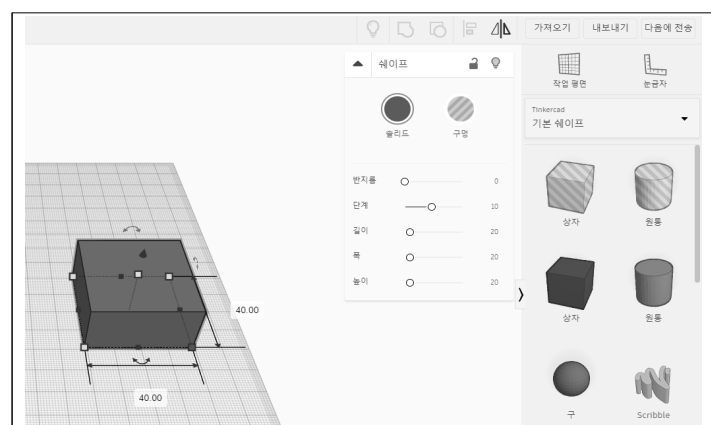 가져오기 내보내기 다음에 전송
쉐이프
작업 평면 눈금자
Tinkercad
기본 쉐이프
솔리드 구멍
반지름 0
단계 10
길이 20
폭 20
높이 20
상자 원통
상자 원통
40.00
40.00
구 Scribble